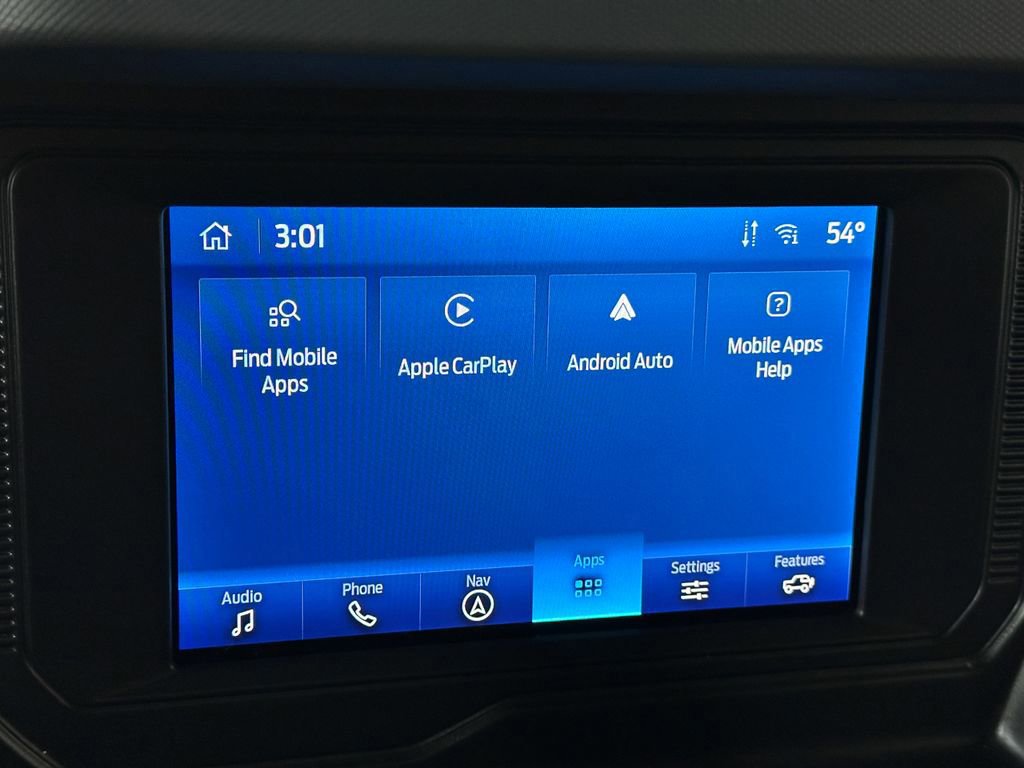 3:01
54°
Find Mobile
Apps
Apple CarPlay
Android Auto
Mobile Apps
Help
Audio
Phone
Nav
Apps
Settings
Features